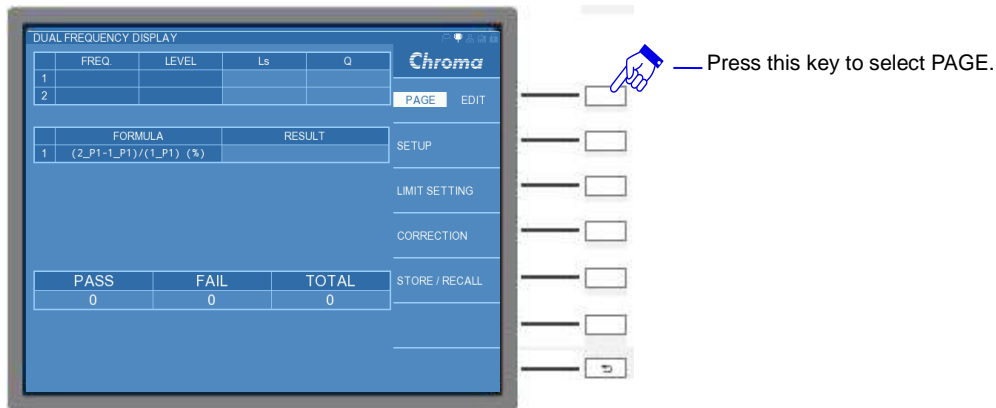 DUAL FREQUENCY DISPLAY
FREQ. LEVEL Ls Q
1
2
FORMULA RESULT
1 (2_P1-1_P1)/(1_P1) (%)
PASS FAIL TOTAL
0 0 0
Chroma
PAGE EDIT
SETUP
LIMIT SETTING
CORRECTION
STORE / RECALL
Press this key to select PAGE.